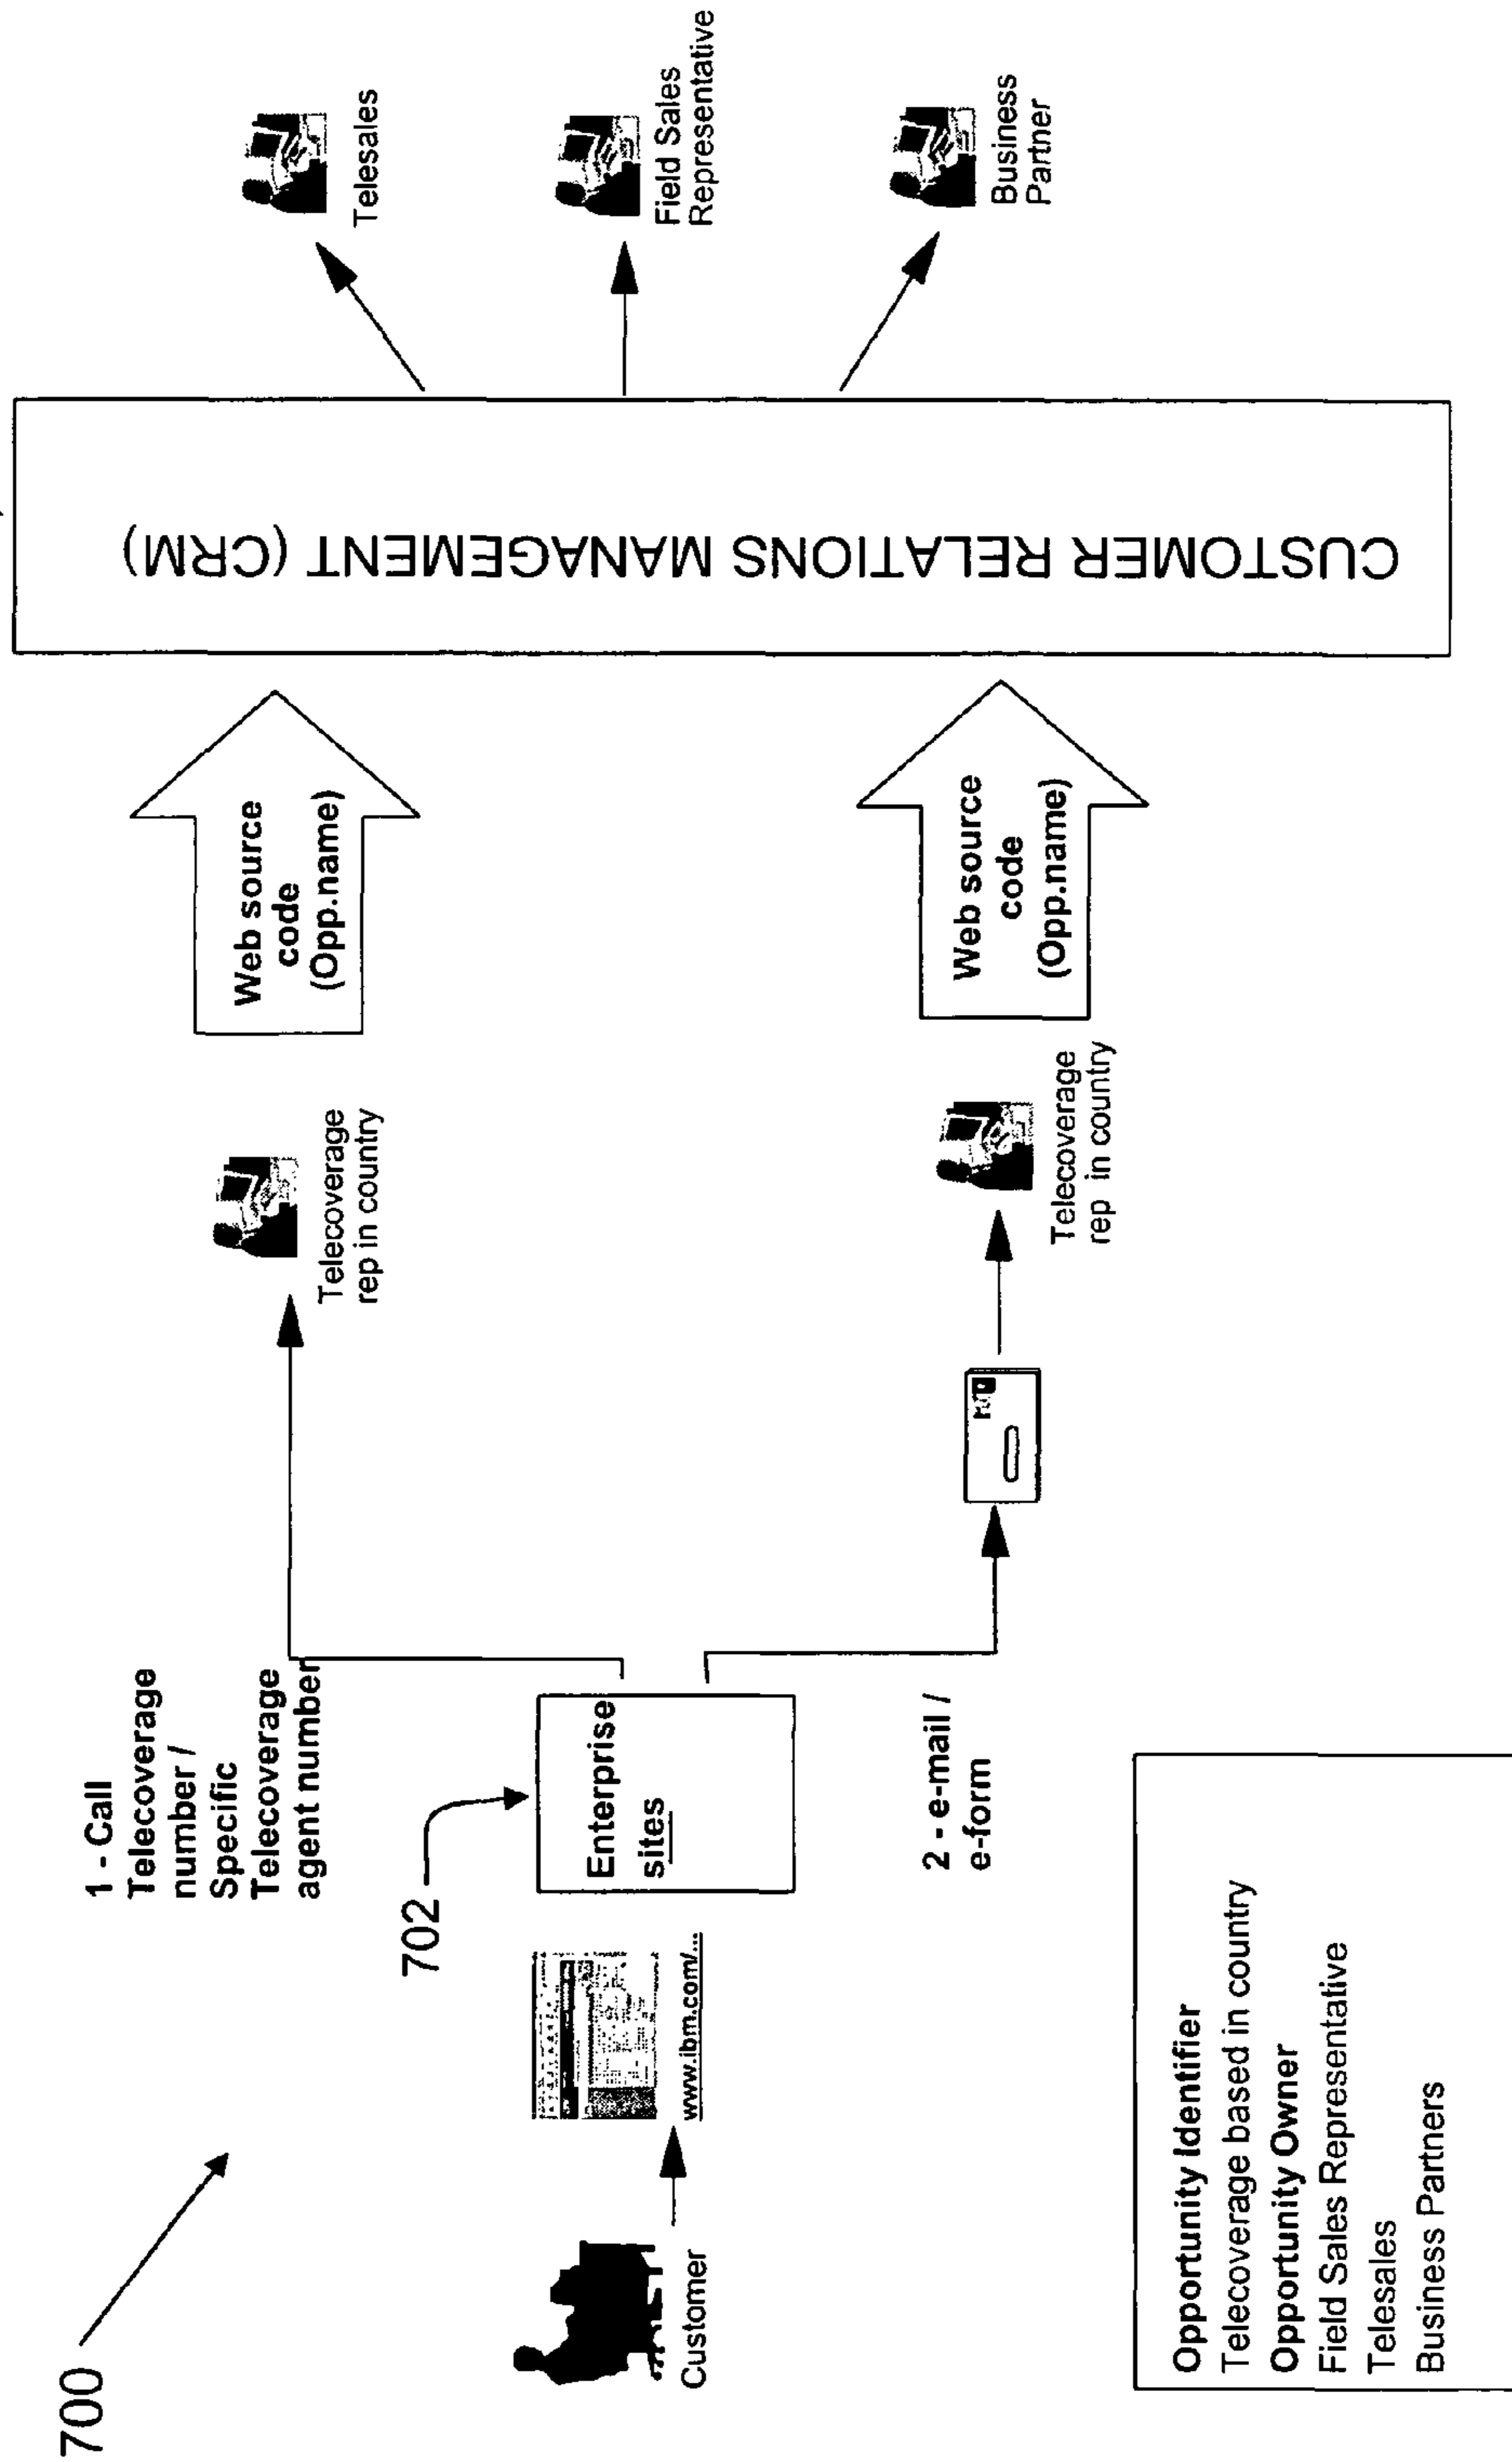 700
1 - Call
Telecoverage
number /
Specific
Telecoverage
agent number
702
Customer
www.ibm.com/...
Enterprise
sites
2 - e-mail /
e-form
Telecoverage
rep in country
Telecoverage
rep in country
Web source
code
(Opp.name)
Web source
code
(Opp.name)
CUSTOMER RELATIONS MANAGEMENT (CRM)
Telesales
Field Sales
Representative
Business
Partner
Opportunity Identifier
Telecoverage based in country
Opportunity Owner
Field Sales Representative
Telesales
Business Partners